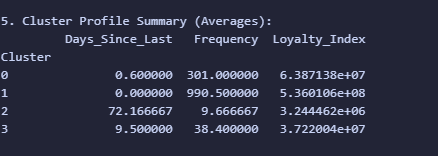 5. Cluster Profile Summary (Averages):
Days_Since_Last Frequency Loyalty_Index
Cluster
0 0.600000 301.000000 6.387138e+07
1 0.000000 990.500000 5.360106e+08
2 72.166667 9.666667 3.244462e+06
3 9.500000 38.400000 3.722004e+07